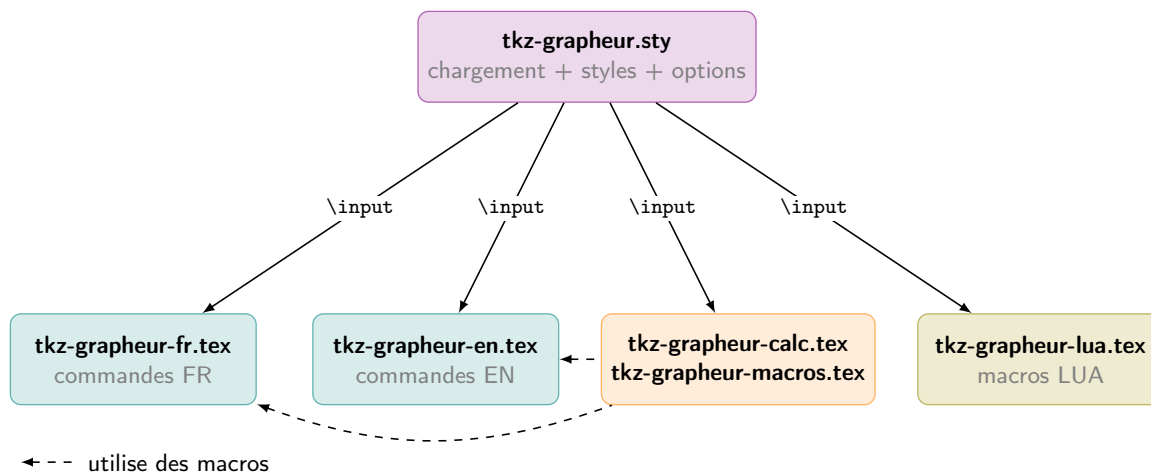 tkz-grapheur.sty
chargement + styles + options
\input
\input
\input
\input
tkz-grapheur-fr.tex
commandes FR
tkz-grapheur-en.tex
commandes EN
tkz-grapheur-calc.tex
tkz-grapheur-macros.tex
tkz-grapheur-lua.tex
macros LUA
utilise des macros